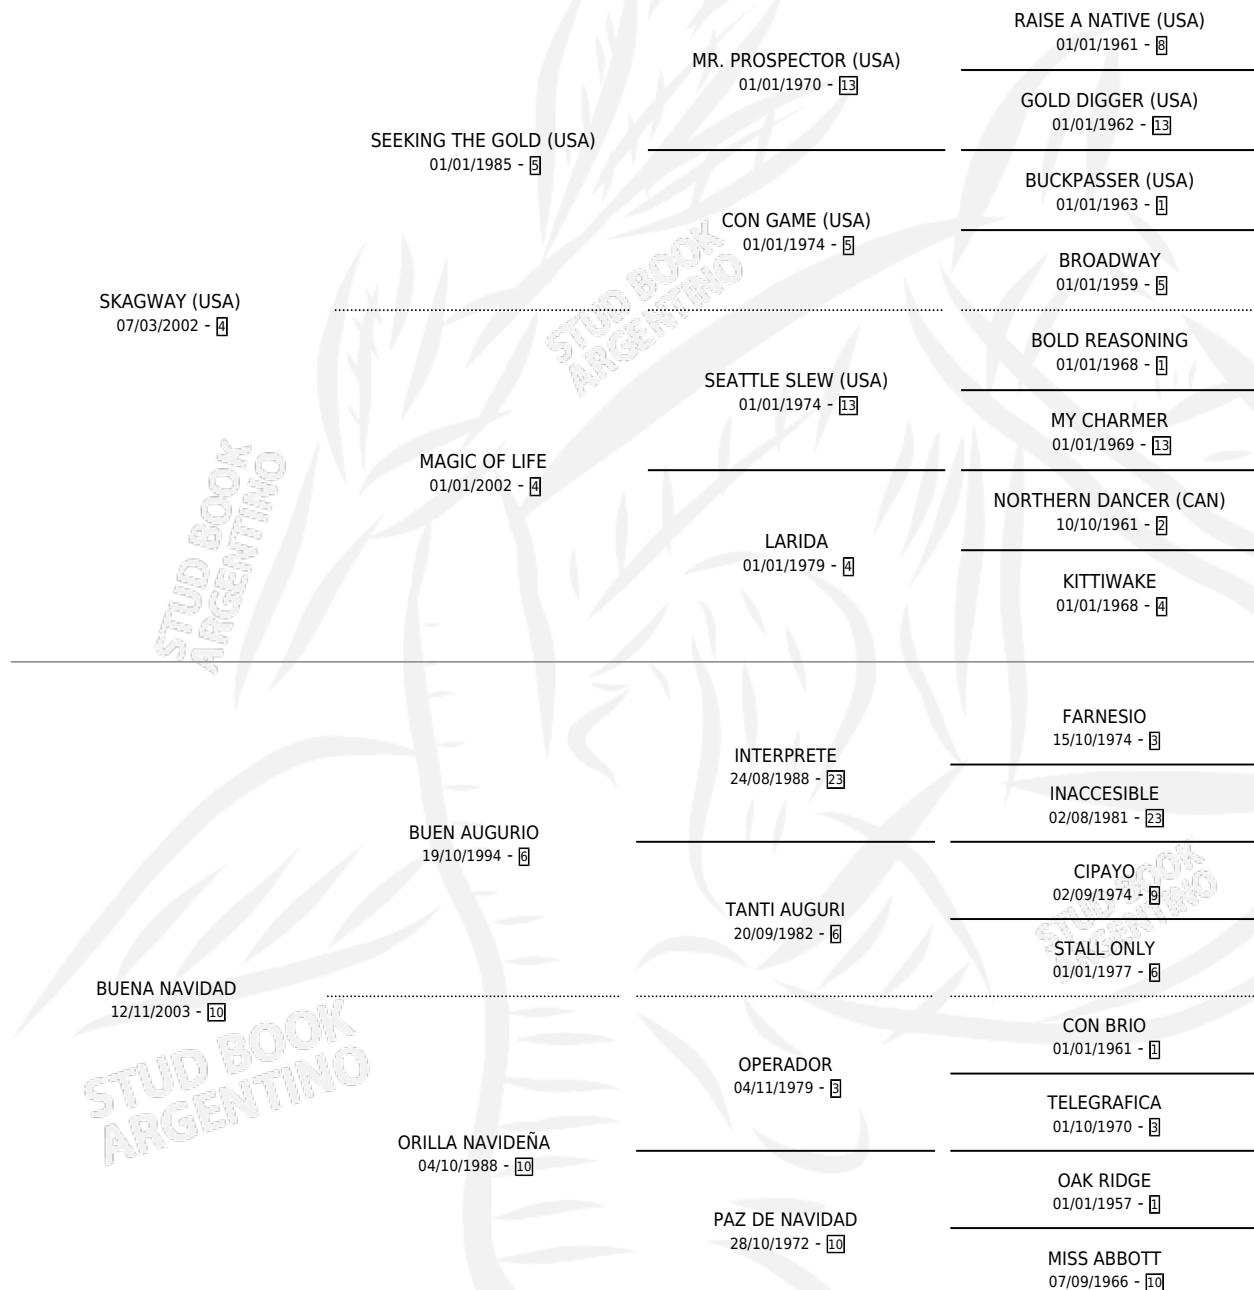 RAISE A NATIVE (USA)
01/01/1961 - 8
MR. PROSPECTOR (USA)
01/01/1970 - 13
GOLD DIGGER (USA)
01/01/1962 - 13
SEEKING THE GOLD (USA)
01/01/1985 - 5
BUCKPASSER (USA)
01/01/1963 - 1
CON GAME (USA)
01/01/1974 - 5
BROADWAY
01/01/1959 - 5
SKAGWAY (USA)
07/03/2002 - 4
BOLD REASONING
01/01/1968 - 1
SEATTLE SLEW (USA)
01/01/1974 - 13
MY CHARMER
01/01/1969 - 13
MAGIC OF LIFE
01/01/2002 - 4
NORTHERN DANCER (CAN)
10/10/1961 - 2
LARIDA
01/01/1979 - 4
KITTIWAKE
01/01/1968 - 4
FARNESIO
15/10/1974 - 3
INTERPRETE
24/08/1988 - 23
INACCESIBLE
02/08/1981 - 23
BUEN AUGURIO
19/10/1994 - 6
CIPAYO
02/09/1974 - 9
TANTI AUGURI
20/09/1982 - 6
STALL ONLY
01/01/1977 - 6
BUENA NAVIDAD
12/11/2003 - 10
CON BRIO
01/01/1961 - 1
OPERADOR
04/11/1979 - 3
TELEGRAFICA
01/10/1970 - 3
ORILLA NAVIDEÑA
04/10/1988 - 10
OAK RIDGE
01/01/1957 - 1
PAZ DE NAVIDAD
28/10/1972 - 10
MISS ABBOTT
07/09/1966 - 10
STUD BOOK
ARGENTINO
STUD BOOK
ARGENTINO
STUD BOOK
ARGENTINO
STUD BOOK
ARGENTINO